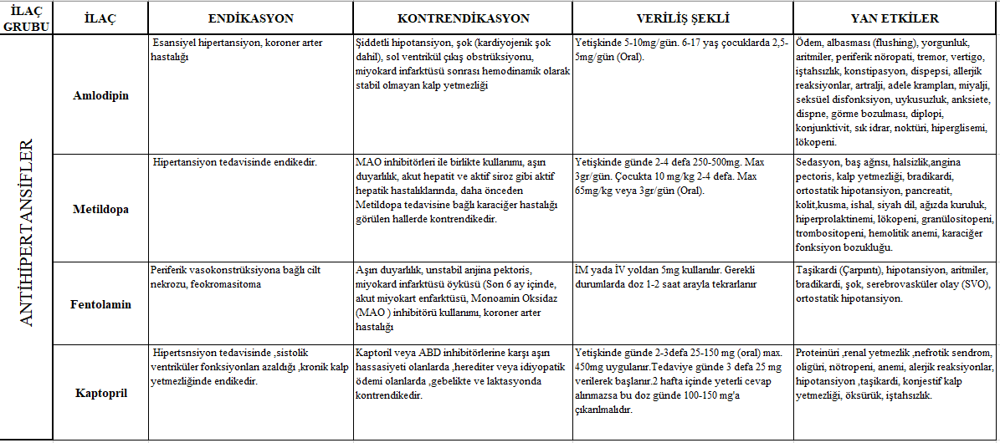 İLAÇ
GRUBU
İLAÇ
ENDİKASYON
KONTRENDİKASYON
VERİLİŞ ŞEKLİ
YAN ETKİLER
ANTİHİPERTANSİFLER
Amlodipin
Esansiyel hipertansiyon, koroner arter
hastalığı
Şiddetli hipotansiyon, şok (kardiyojenik şok
dahil), sol ventrikül çıkış obstrüksiyonu,
miyokard infarktüsü sonrası hemodinamik olarak
stabil olmayan kalp yetmezliği
Yetişkinde 5-10mg/gün. 6-17 yaş çocuklarda 2,5-
5mg/gün (Oral).
Ödem, albasması (flushing), yorgunluk,
aritmiler, periferik nöropati, tremor, vertigo,
iştahsızlık, konstipasyon, dispepsi, allerjik
reaksiyonlar, artralji, adele krampları, miyalji,
seksüel disfonksiyon, uykusuzluk, anksiete,
dispne, görme bozulması, diplopi,
konjunktivit, sık idrar, noktüri, hiperglisemi,
lökopeni.
Metildopa
Hipertansiyon tedavisinde endikedir.
MAO inhibitörleri ile birlikte kullanımı, aşırı
duyarlılık, akut hepatit ve aktif siroz gibi aktif
hepatik hastalıklarında, daha önceden
Metildopa tedavisine bağlı karaciğer hastalığı
görülen hallerde kontrendikedir.
Yetişkinde günde 2-4 defa 250-500mg. Max
3gr/gün. Çocukta 10 mg/kg 2-4 defa. Max
65mg/kg veya 3gr/gün (Oral).
Sedasyon, baş ağrısı, halsizlik,angina
pectoris, kalp yetmezliği, bradikardi,
ortostatik hipotansiyon, pancreatit,
kolit,kusma, ishal, siyah dil, ağızda kuruluk,
hiperprolaktinemi, lökopeni, granülositopeni,
trombositopeni, hemolitik anemi, karaciğer
fonksiyon bozukluğu.
Fentolamin
Periferik vasokonstrüksiyona bağlı cilt
nekrozu, feokromasitoma
Aşırı duyarlılık, unstabil anjina pektoris,
miyokard infarktüsü öyküsü (Son 6 ay içinde,
akut miyokart enfarktüsü, Monoamin Oksidaz
(MAO ) inhibitörü kullanımı, koroner arter
hastalığı
İM yada İV yoldan 5mg kullanılır. Gerekli
durumlarda doz 1-2 saat arayla tekrarlanır
Taşikardi (Çarpıntı), hipotansiyon, aritmiler,
bradikardi, şok, serebrovasküler olay (SVO),
ortostatik hipotansiyon.
Kaptopril
Hipertsnsiyon tedavisinde ,sistolik
ventriküler fonksiyonları azaldığı ,kronik kalp
yetmezliğinde endikedir.
Kaptoril veya ABD inhibitörlerine karşı aşırı
hassasiyeti olanlarda ,herediter veya idiyopatik
ödemi olanlarda ,gebelikte ve laktasyonda
kontrendikedir.
Yetişkinde günde 2-3defa 25-150 mg (oral) max.
450mg uygulanır.Tedaviye günde 3 defa 25 mg
verilerek başlanır.2 hafta içinde yeterli cevap
alınmazsa bu doz günde 100-150 mg'a
çıkarılmalıdır.
Proteinüri ,renal yetmezlik ,nefrotik sendrom,
oligüri, nötropeni, anemi, alerjik reaksiyonlar,
hipotansiyon ,taşikardi, konjestif kalp
yetmezliği, öksürük, iştahsızlık.